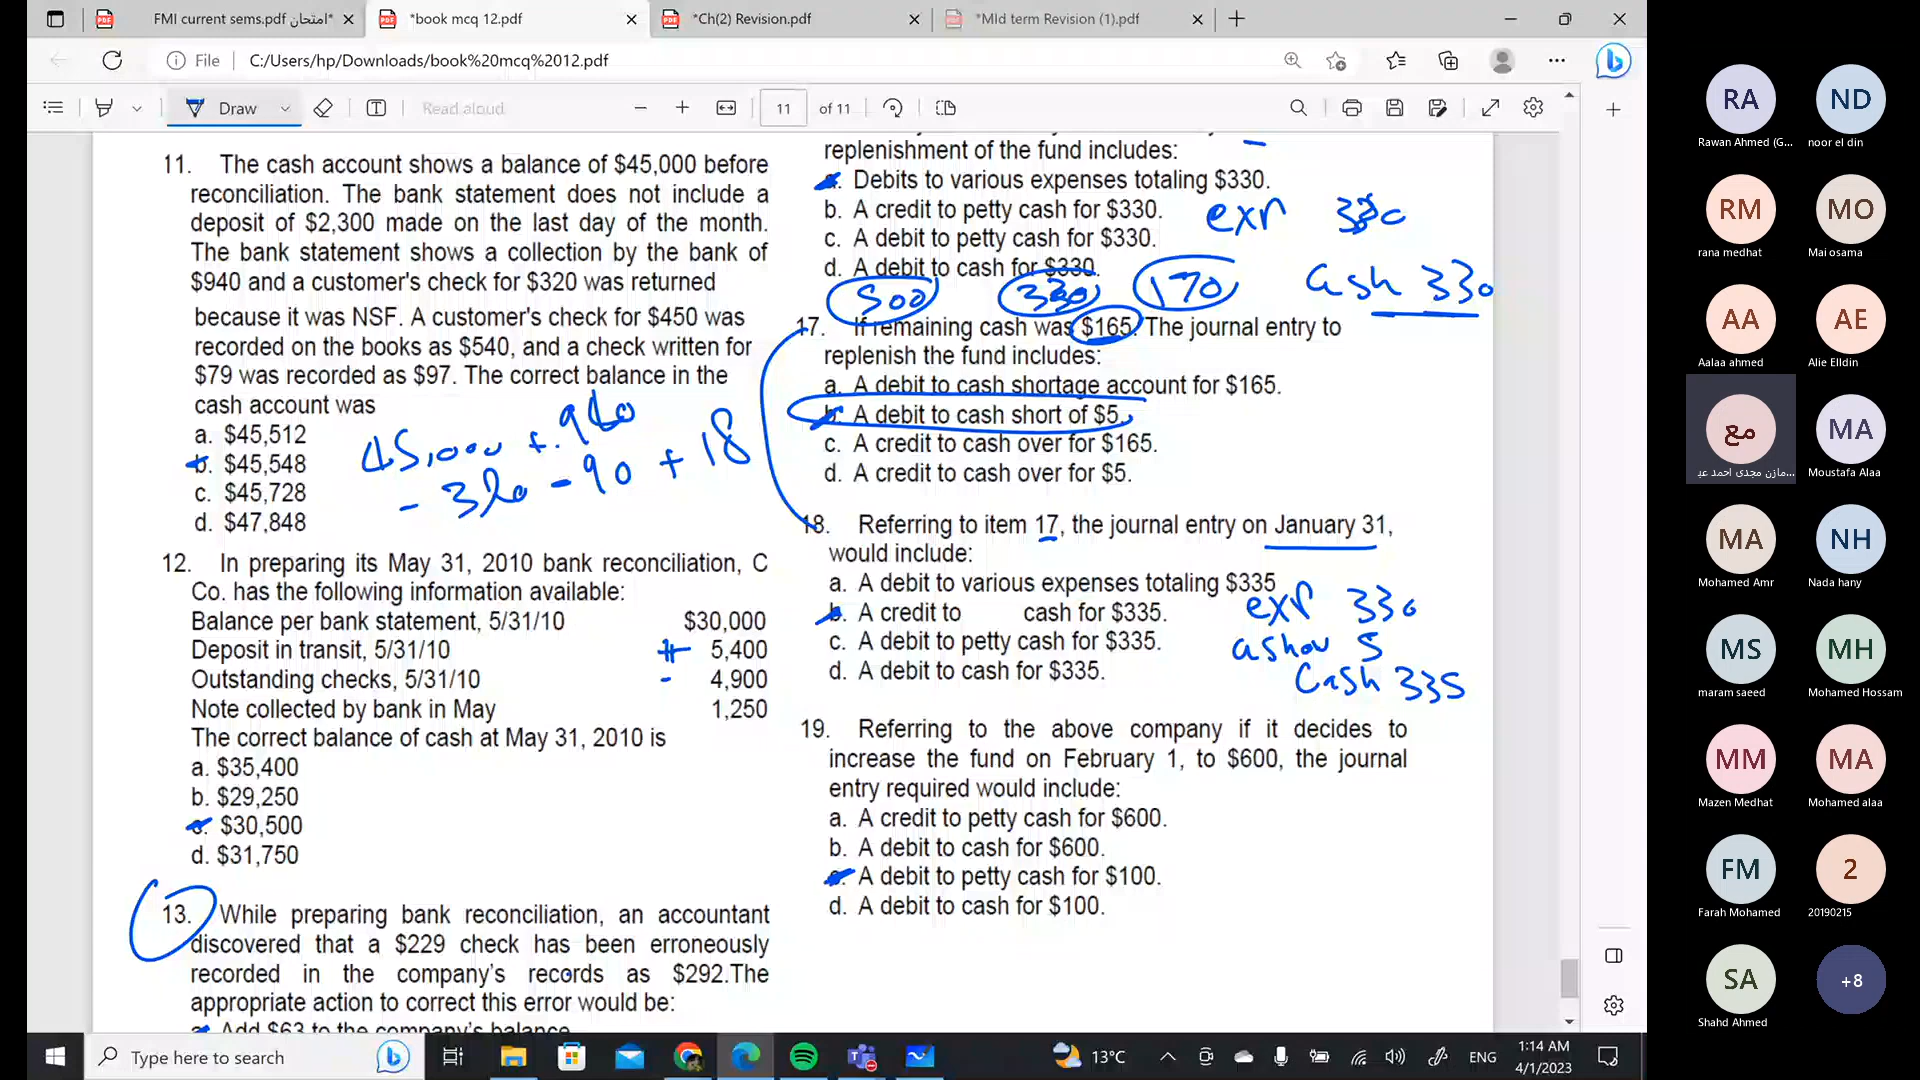 FMI current sems.pdf امتحان*
*book mcq 12.pdf
*Ch(2) Revision.pdf
*MId term Revision (1).pdf
File
C:/Users/hp/Downloads/book%20mcq%2012.pdf
Draw
Read aloud
11
of 11
11. The cash account shows a balance of $45,000 before
reconciliation. The bank statement does not include a
deposit of $2,300 made on the last day of the month.
The bank statement shows a collection by the bank of
$940 and a customer's check for $320 was returned
because it was NSF. A customer's check for $450 was
recorded on the books as $540, and a check written for
$79 was recorded as $97. The correct balance in the
cash account was
a. $45,512
b. $45,548
c. $45,728
d. $47,848
45,000 + 940
- 320 - 90 + 18
12. In preparing its May 31, 2010 bank reconciliation, C
Co. has the following information available:
Balance per bank statement, 5/31/10 $30,000
Deposit in transit, 5/31/10 + 5,400
Outstanding checks, 5/31/10 - 4,900
Note collected by bank in May 1,250
The correct balance of cash at May 31, 2010 is
a. $35,400
b. $29,250
c. $30,500
d. $31,750
13. While preparing bank reconciliation, an accountant
discovered that a $229 check has been erroneously
recorded in the company's records as $292.The
appropriate action to correct this error would be:
a. Add $63 to the company's balance
replenishment of the fund includes:
a. Debits to various expenses totaling $330.
b. A credit to petty cash for $330.
c. A debit to petty cash for $330.
d. A debit to cash for $330.
exp 330
cash 330
500 330 170
17. If remaining cash was $165. The journal entry to
replenish the fund includes:
a. A debit to cash shortage account for $165.
b. A debit to cash short of $5.
c. A credit to cash over for $165.
d. A credit to cash over for $5.
18. Referring to item 17, the journal entry on January 31,
would include:
a. A debit to various expenses totaling $335
b. A credit to cash for $335.
c. A debit to petty cash for $335.
d. A debit to cash for $335.
exp 330
5
Cash 335
19. Referring to the above company if it decides to
increase the fund on February 1, to $600, the journal
entry required would include:
a. A credit to petty cash for $600.
b. A debit to cash for $600.
c. A debit to petty cash for $100.
d. A debit to cash for $100.
RA
Rawan Ahmed (G...
ND
noor el din
RM
rana medhat
MO
Mai osama
AA
Aalaa ahmed
AE
Alie Elldin
مع
مازن مجدى احمد عبـ...
MA
Moustafa Alaa
MA
Mohamed Amr
NH
Nada hany
MS
maram saeed
MH
Mohamed Hossam
MM
Mazen Medhat
MA
Mohamed alaa
FM
Farah Mohamed
2
20190215
SA
Shahd Ahmed
+8
Type here to search
13°C
ENG
1:14 AM
4/1/2023